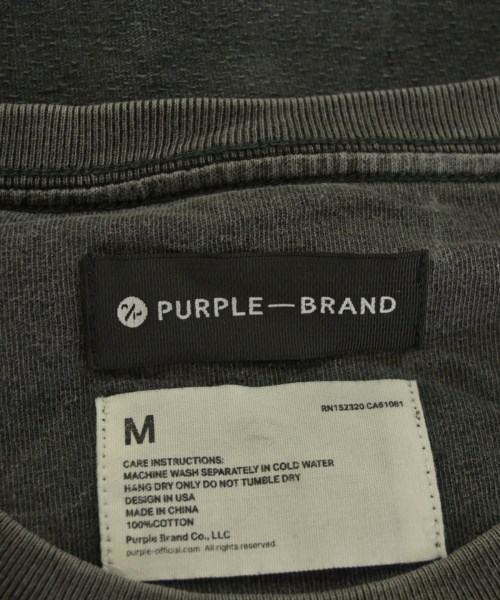 PURPLE—BRAND
M
RN152320 CA61061
CARE INSTRUCTIONS:
MACHINE WASH SEPARATELY IN COLD WATER
HANG DRY ONLY DO NOT TUMBLE DRY
DESIGN IN USA
MADE IN CHINA
100%COTTON
Purple Brand Co., LLC
purple-official.com All rights reserved.